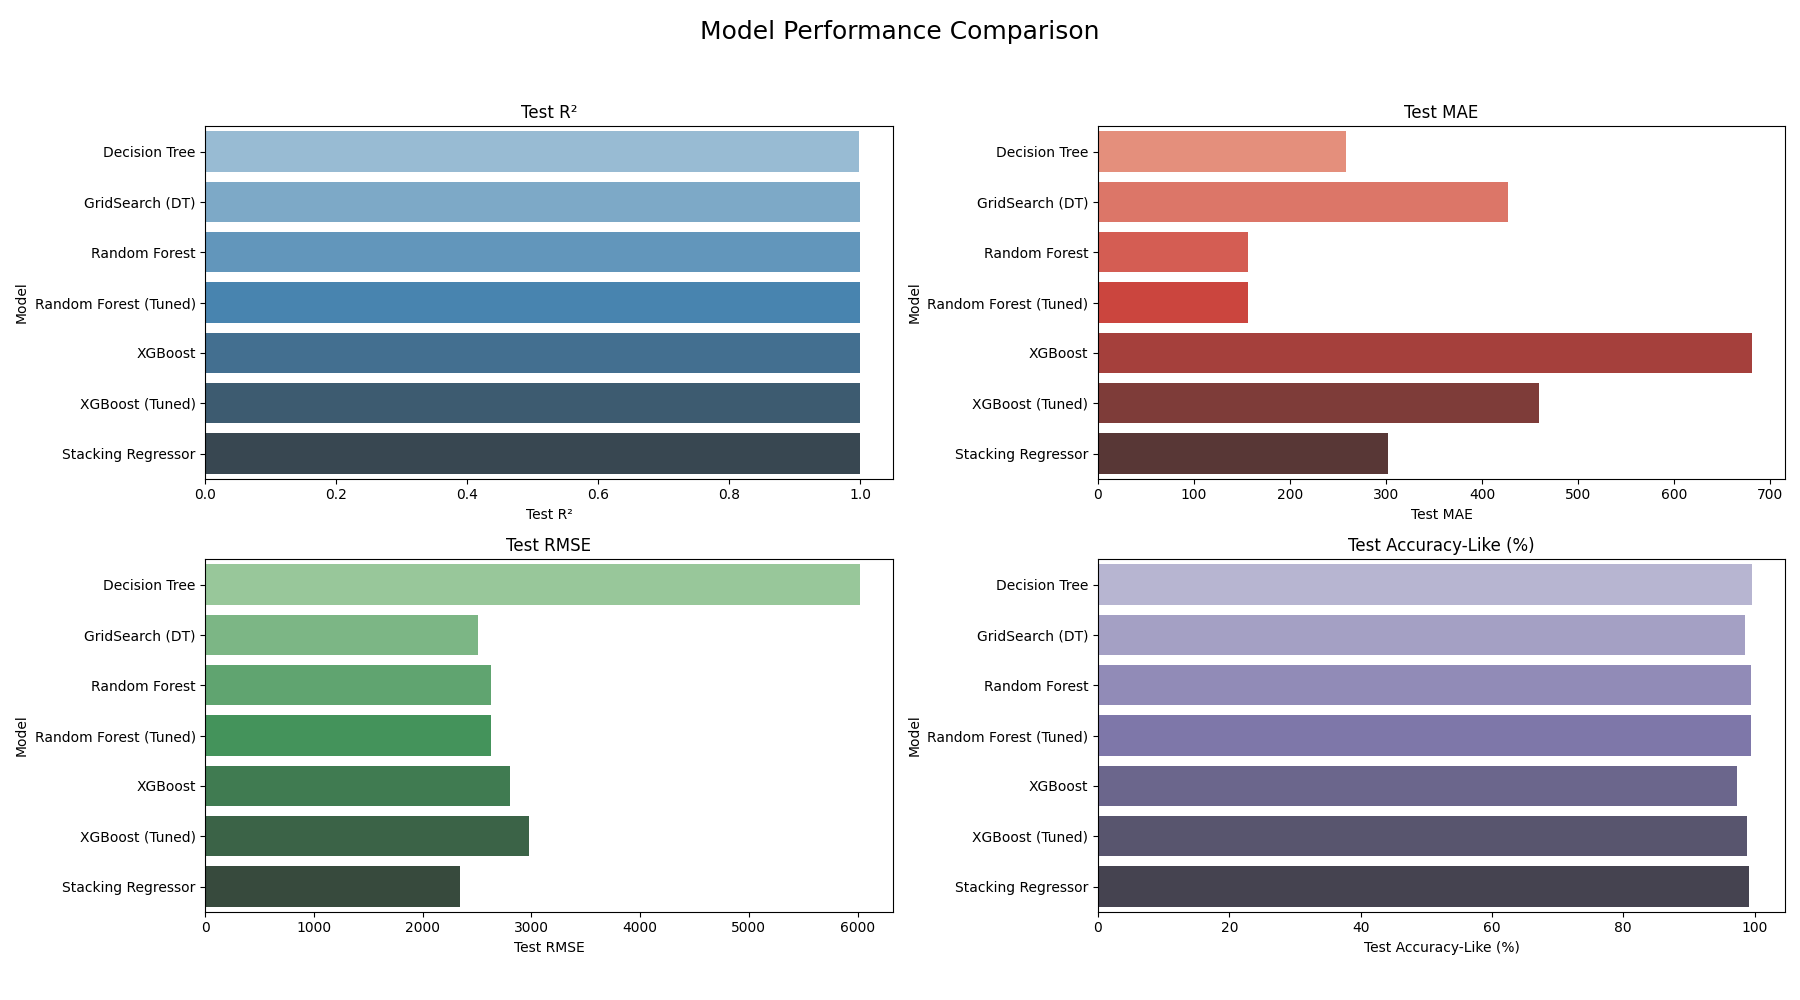 Model Performance Comparison
Test R²
Model
Decision Tree
GridSearch (DT)
Random Forest
Random Forest (Tuned)
XGBoost
XGBoost (Tuned)
Stacking Regressor
0.0 0.2 0.4 0.6 0.8 1.0
Test R²
Test MAE
Model
Decision Tree
GridSearch (DT)
Random Forest
Random Forest (Tuned)
XGBoost
XGBoost (Tuned)
Stacking Regressor
0 100 200 300 400 500 600 700
Test MAE
Test RMSE
Model
Decision Tree
GridSearch (DT)
Random Forest
Random Forest (Tuned)
XGBoost
XGBoost (Tuned)
Stacking Regressor
0 1000 2000 3000 4000 5000 6000
Test RMSE
Test Accuracy-Like (%)
Model
Decision Tree
GridSearch (DT)
Random Forest
Random Forest (Tuned)
XGBoost
XGBoost (Tuned)
Stacking Regressor
0 20 40 60 80 100
Test Accuracy-Like (%)